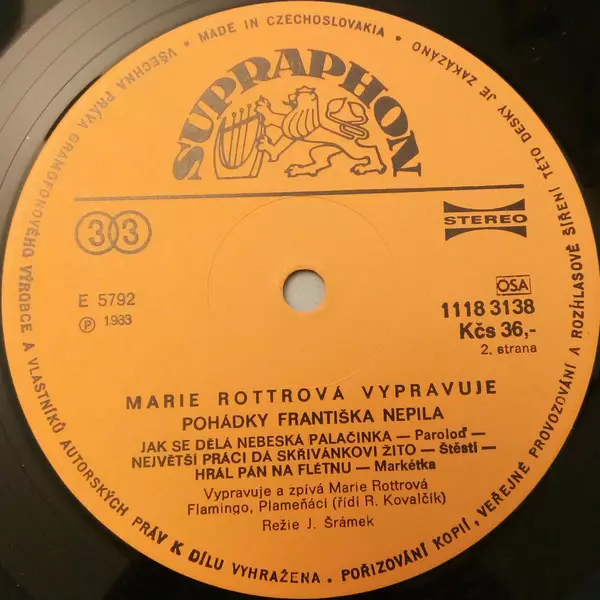 MADE IN CZECHOSLOVAKIA • POŘIZOVÁNÍ KOPIÍ, VEŘEJNÉ PROVOZOVÁNÍ A ROZHLASOVÉ ŠÍŘENÍ TÉTO DESKY JE ZAKÁZÁNO
VŠECHNA PRÁVA GRAMOFONOVÉHO VÝROBCE A VLASTNÍKŮ AUTORSKÝCH PRÁV K DÍLU VYHRAŽENA •
SUPRAPHON
33
STEREO
E 5792
OSA
Ⓟ 1983
1118 3138
Kčs 36,-
2. strana
MARIE ROTTROVÁ VYPRAVUJE
POHÁDKY FRANTIŠKA NEPILA
JAK SE DĚLÁ NEBESKÁ PALAČINKA — Paroloď —
NEJVĚTŠÍ PRÁCI DÁ SKŘIVÁNKOVI ŽITO — Štěstí —
HRÁL PÁN NA FLÉTNU — Markétka
Vypravuje a zpívá Marie Rottrová
Flamingo, Plameňáci (řídí R. Kovalčík)
Režie J. Šrámek